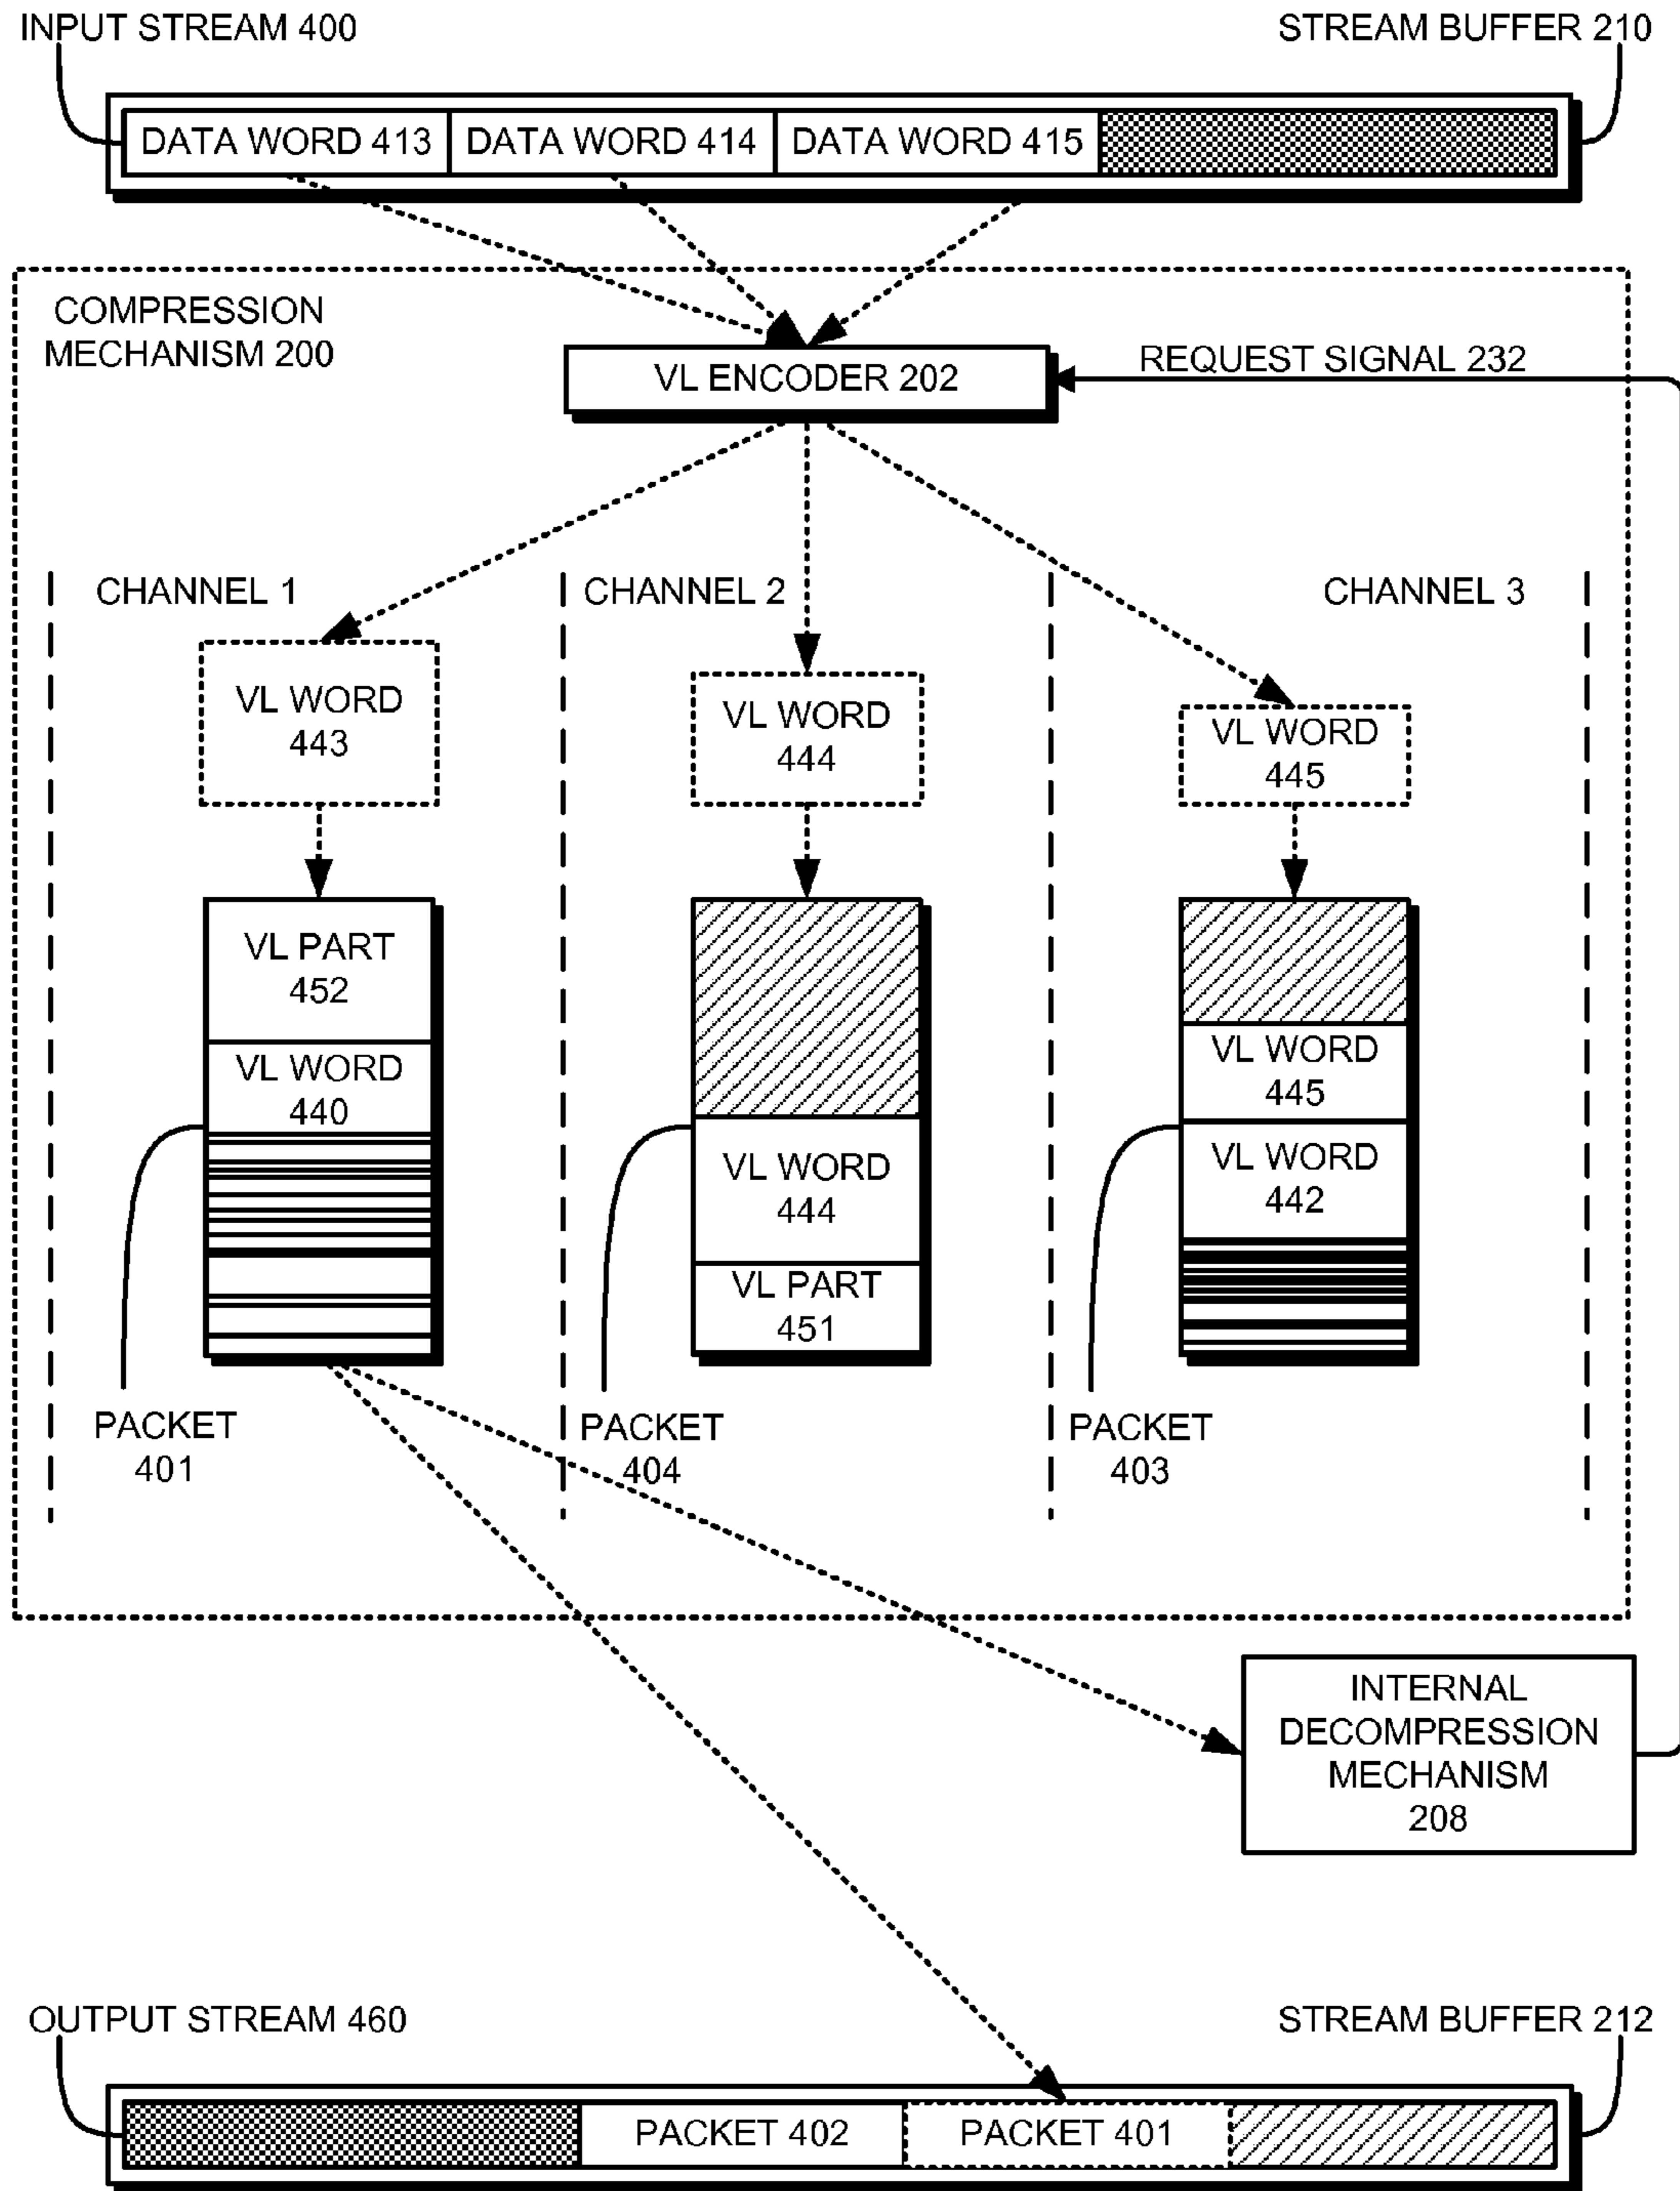 INPUT STREAM 400
STREAM BUFFER 210
DATA WORD 413
DATA WORD 414
DATA WORD 415
COMPRESSION
MECHANISM 200
VL ENCODER 202
REQUEST SIGNAL 232
CHANNEL 1
CHANNEL 2
CHANNEL 3
VL WORD
443
VL WORD
444
VL WORD
445
VL PART
452
VL WORD
440
VL WORD
444
VL PART
451
VL WORD
445
VL WORD
442
PACKET
401
PACKET
404
PACKET
403
INTERNAL
DECOMPRESSION
MECHANISM
208
OUTPUT STREAM 460
STREAM BUFFER 212
PACKET 402
PACKET 401